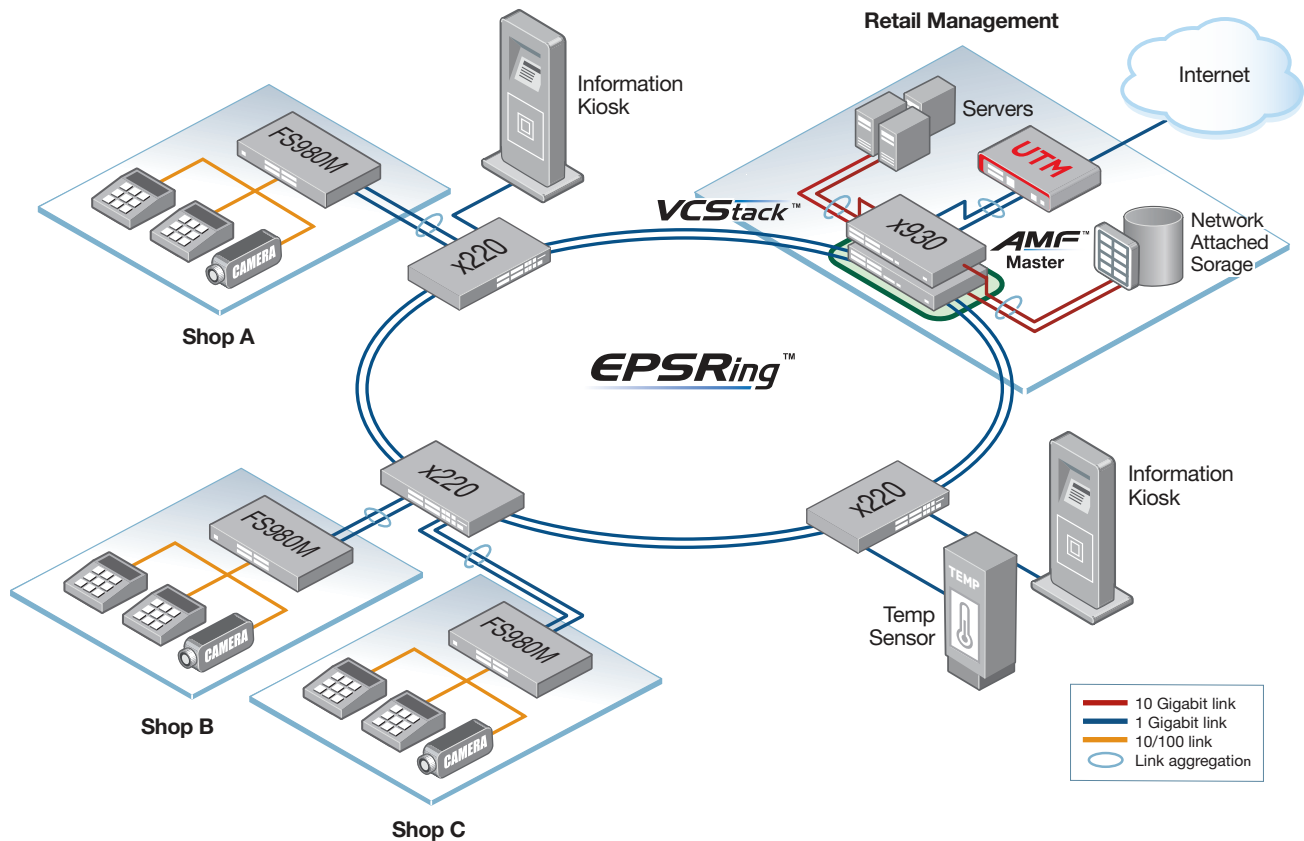 Retail Management
Internet
Information
Kiosk
Servers
FS980M
UTM
VCStack™
x930
AMF™
Master
Network
Attached
Sorage
CAMERA
x220
Shop A
EPSRing™
x220
x220
Information
Kiosk
FS980M
CAMERA
TEMP
Temp
Sensor
FS980M
CAMERA
Shop B
Shop C
10 Gigabit link
1 Gigabit link
10/100 link
Link aggregation